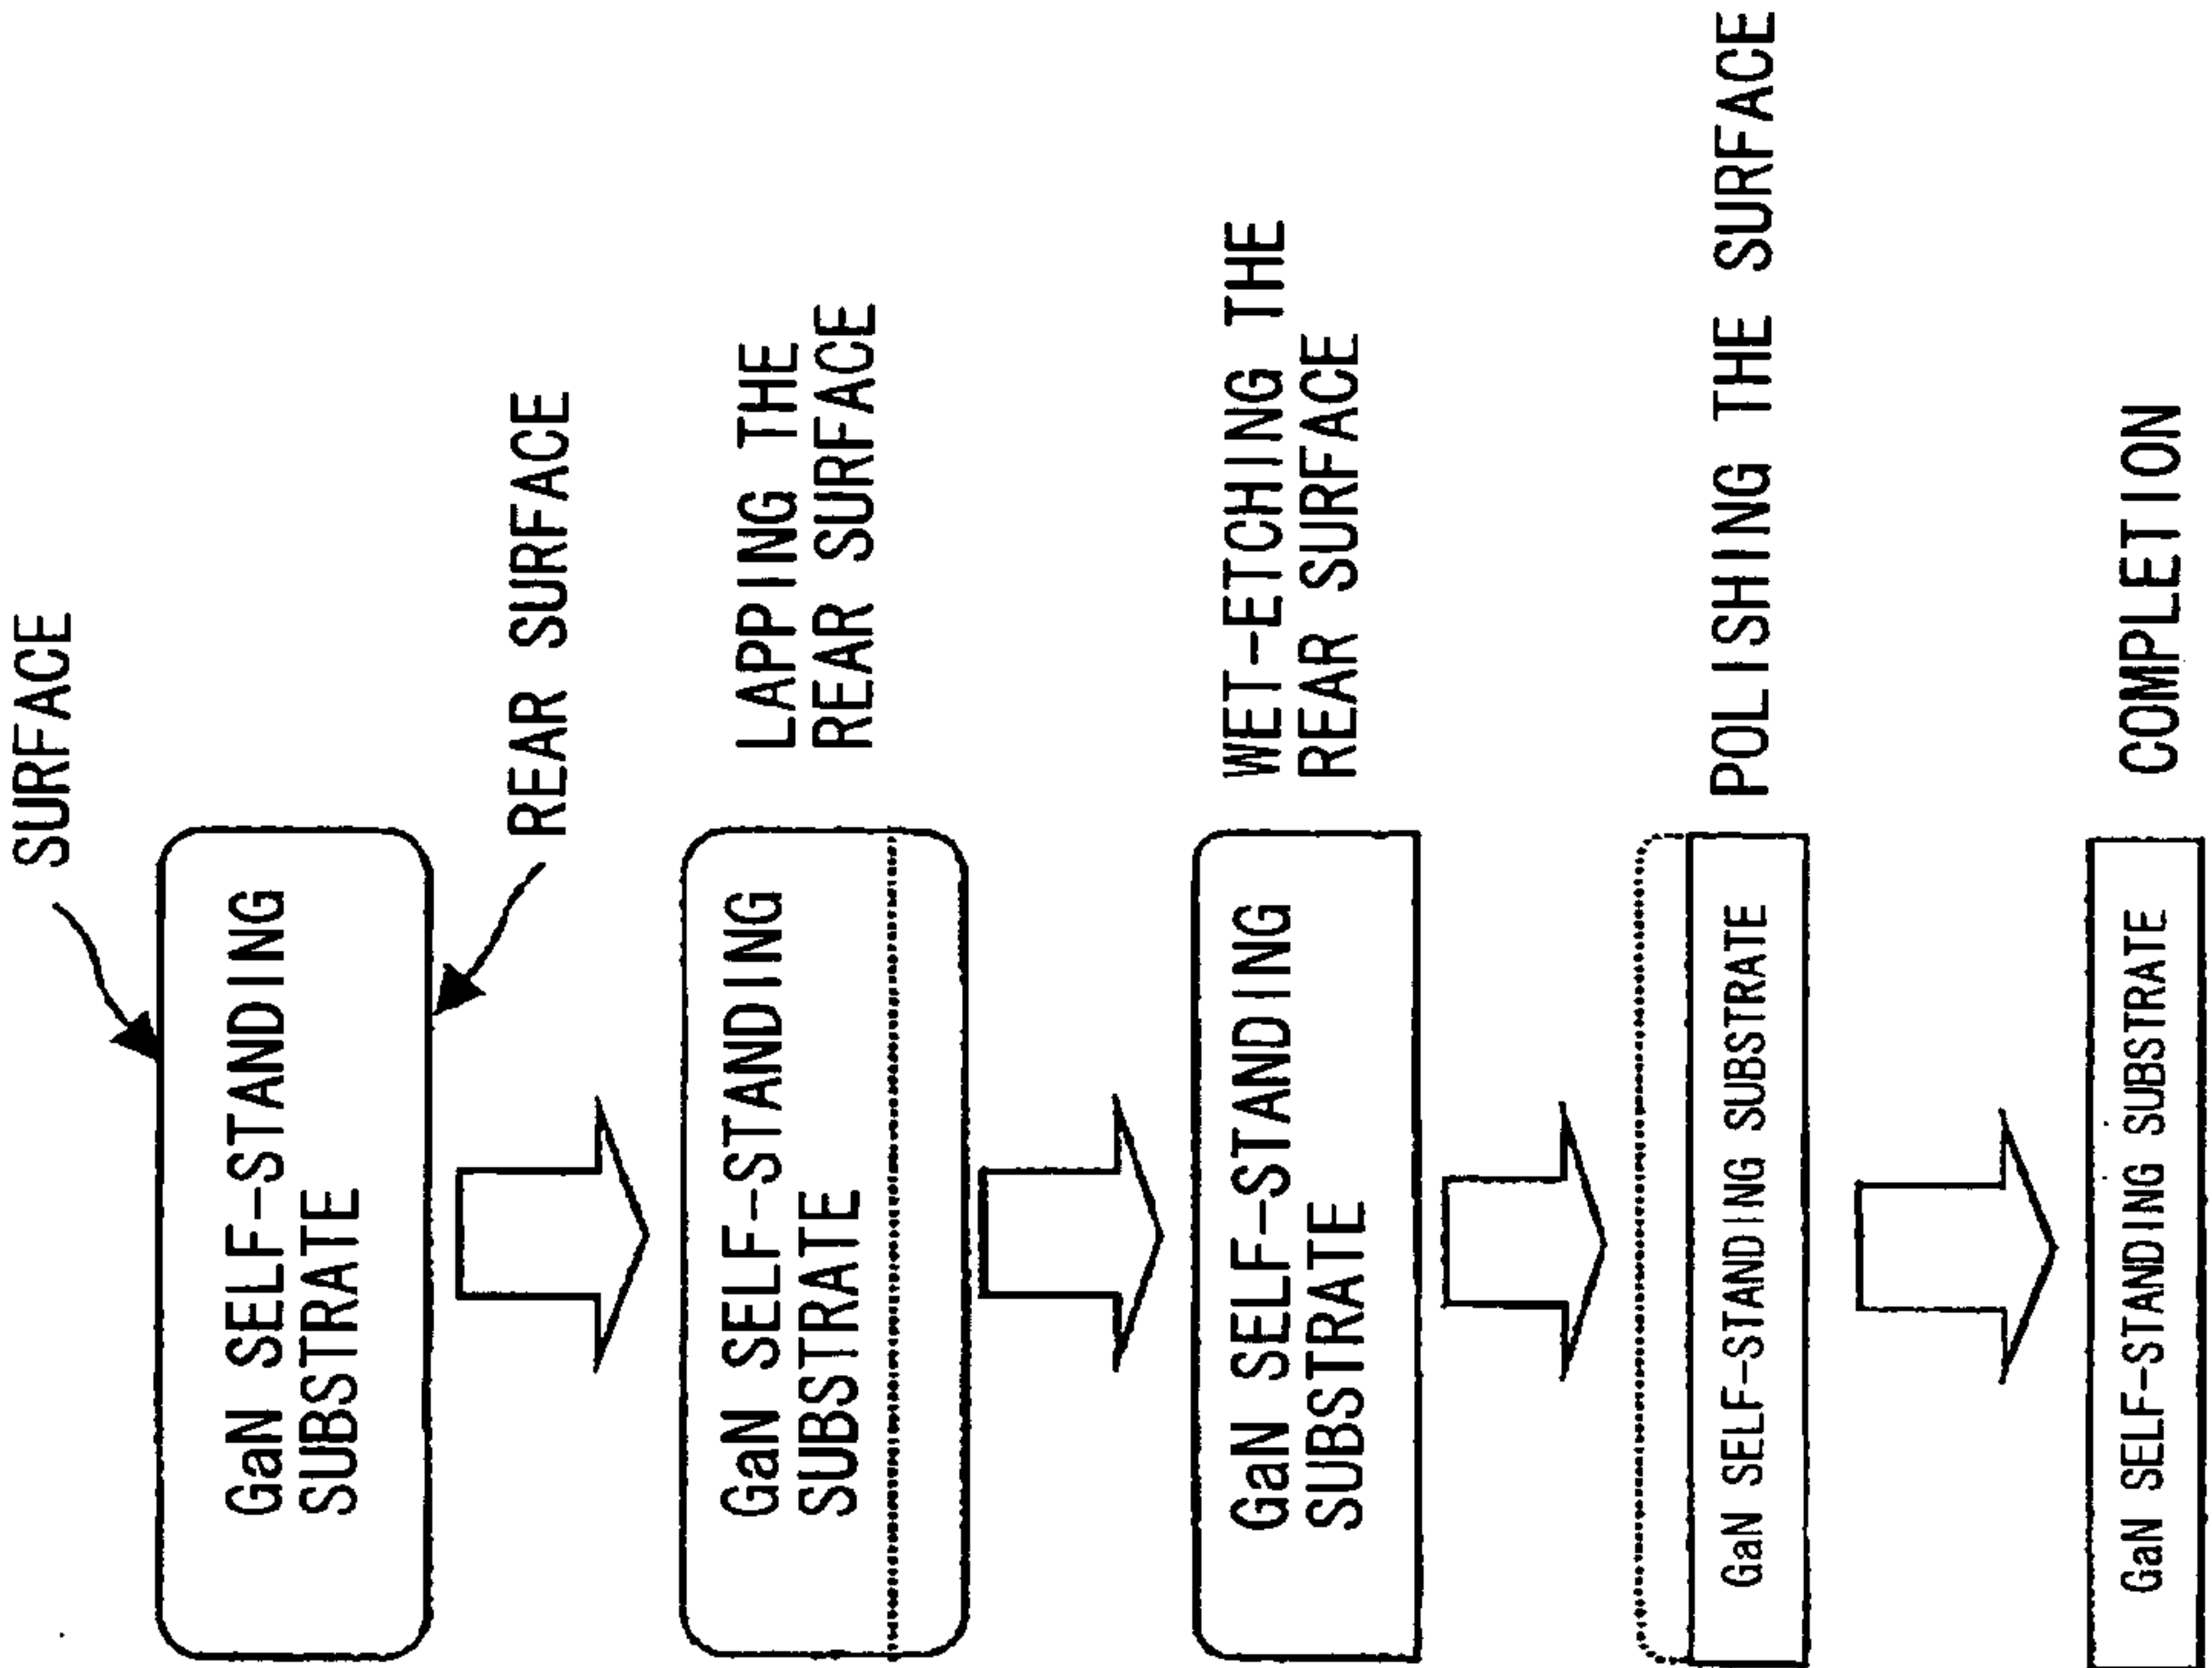 SURFACE
GaN SELF-STANDING
SUBSTRATE
REAR SURFACE
GaN SELF-STANDING
SUBSTRATE
LAPPING THE
REAR SURFACE
GaN SELF-STANDING
SUBSTRATE
WET-ETCHING THE
REAR SURFACE
GaN SELF-STANDING SUBSTRATE
POLISHING THE SURFACE
GaN SELF-STANDING SUBSTRATE
COMPLETION